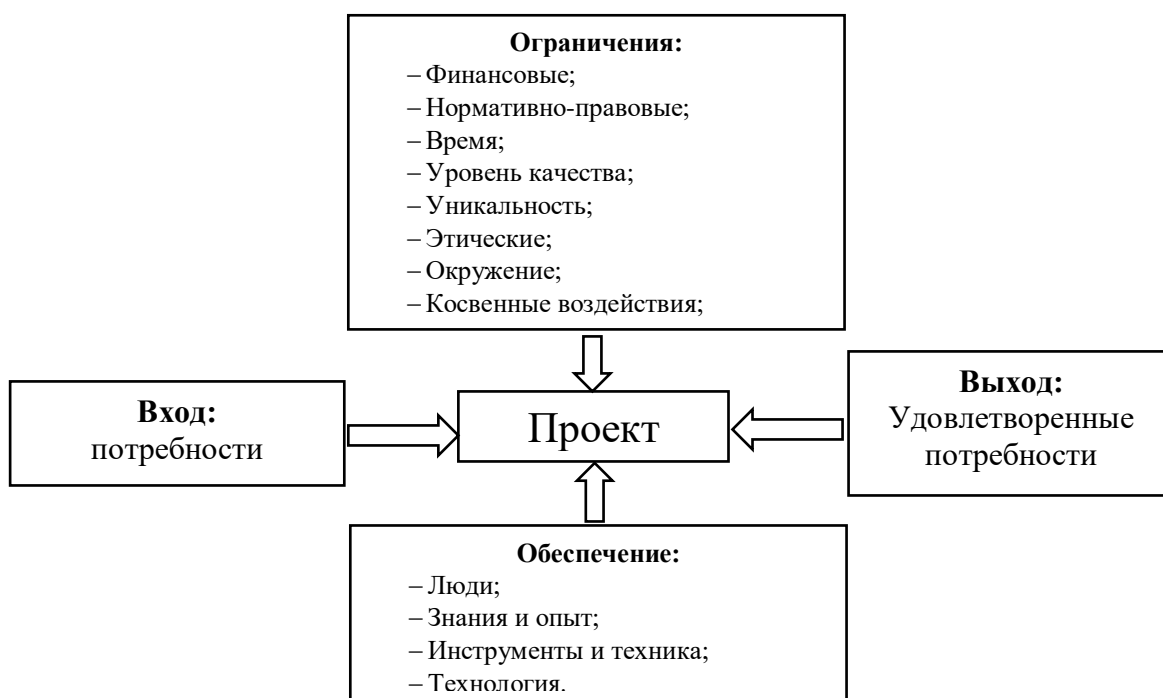 Ограничения:
– Финансовые;
– Нормативно-правовые;
– Время;
– Уровень качества;
– Уникальность;
– Этические;
– Окружение;
– Косвенные воздействия;
Вход:
потребности
Проект
Выход:
Удовлетворенные
потребности
Обеспечение:
– Люди;
– Знания и опыт;
– Инструменты и техника;
– Технология.